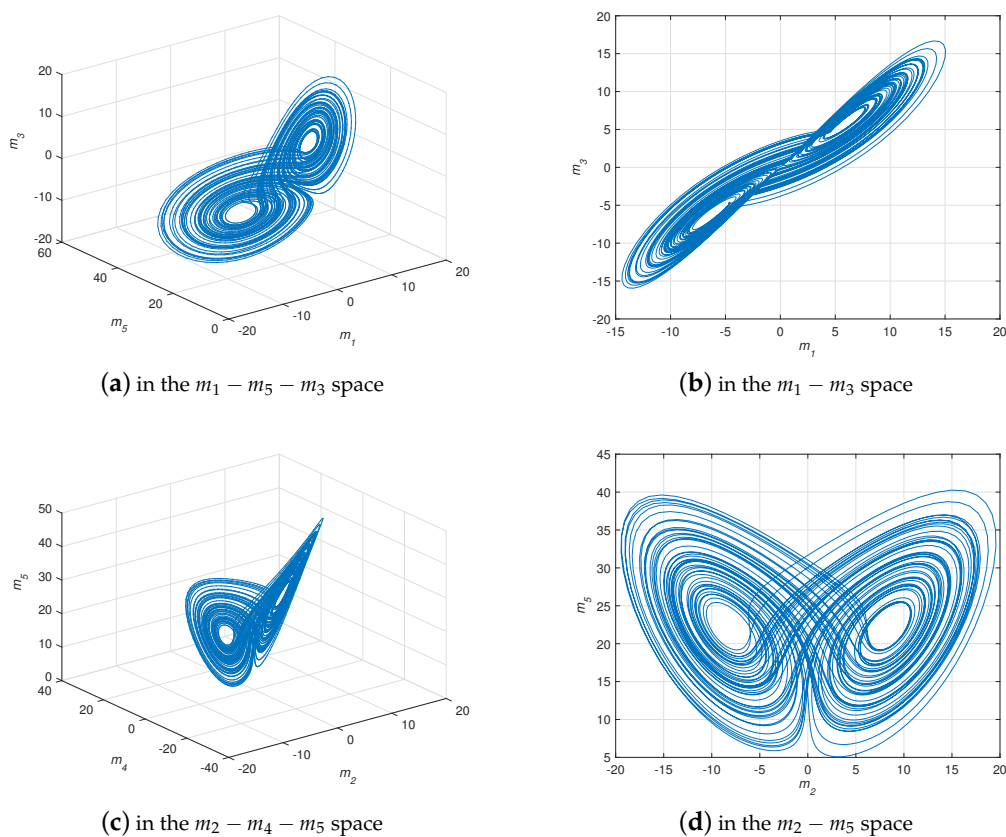 20
15
10
5
0
-5
-10
-15
-20
m3
-15 -10 -5 0 5 10 15 20
m1
20
10
0
-10
-20
m3
60
40
20
0
m5
-20 -10 0 10 20
m1
(a) in the m1 − m5 − m3 space
(b) in the m1 − m3 space
50
40
30
20
10
0
m5
40
20
0
-20
-40
m4
-20 -10 0 10 20
m2
45
40
35
30
25
20
15
10
5
m5
-20 -15 -10 -5 0 5 10 15 20
m2
(c) in the m2 − m4 − m5 space
(d) in the m2 − m5 space